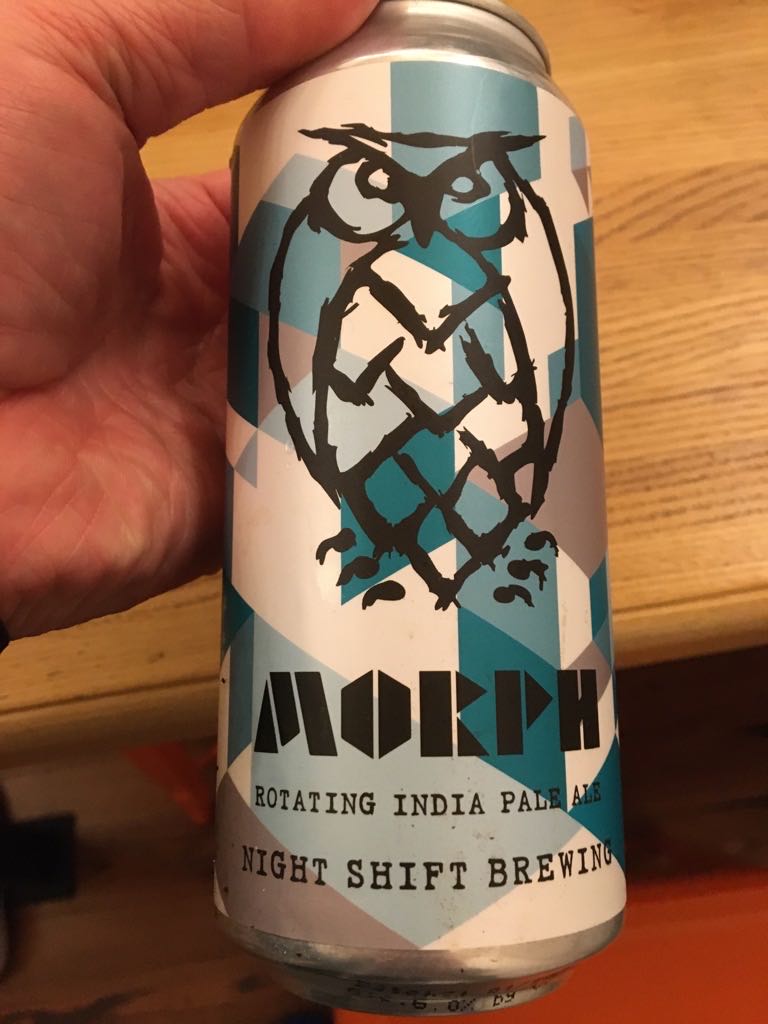 MORPH
ROTATING INDIA PALE ALE
NIGHT SHIFT BREWING